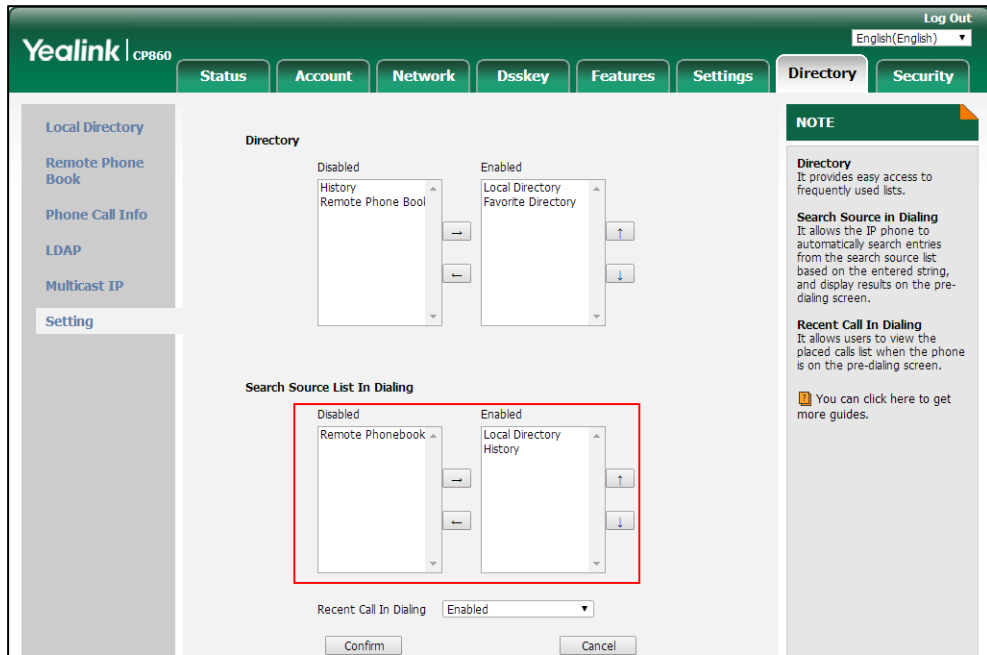 Log Out
Yealink CP860
English(English)
Status Account Network Dsskey Features Settings Directory Security
Local Directory
Remote Phone
Book
Phone Call Info
LDAP
Multicast IP
Setting
Directory
Disabled Enabled
History
Remote Phone Bool
Local Directory
Favorite Directory
→ ↑
← ↓
Search Source List In Dialing
Disabled Enabled
Remote Phonebook
Local Directory
History
→ ↑
← ↓
Recent Call In Dialing Enabled
Confirm Cancel
NOTE
Directory
It provides easy access to
frequently used lists.
Search Source in Dialing
It allows the IP phone to
automatically search entries
from the search source list
based on the entered string,
and display results on the pre-
dialing screen.
Recent Call In Dialing
It allows users to view the
placed calls list when the phone
is on the pre-dialing screen.
You can click here to get
more guides.